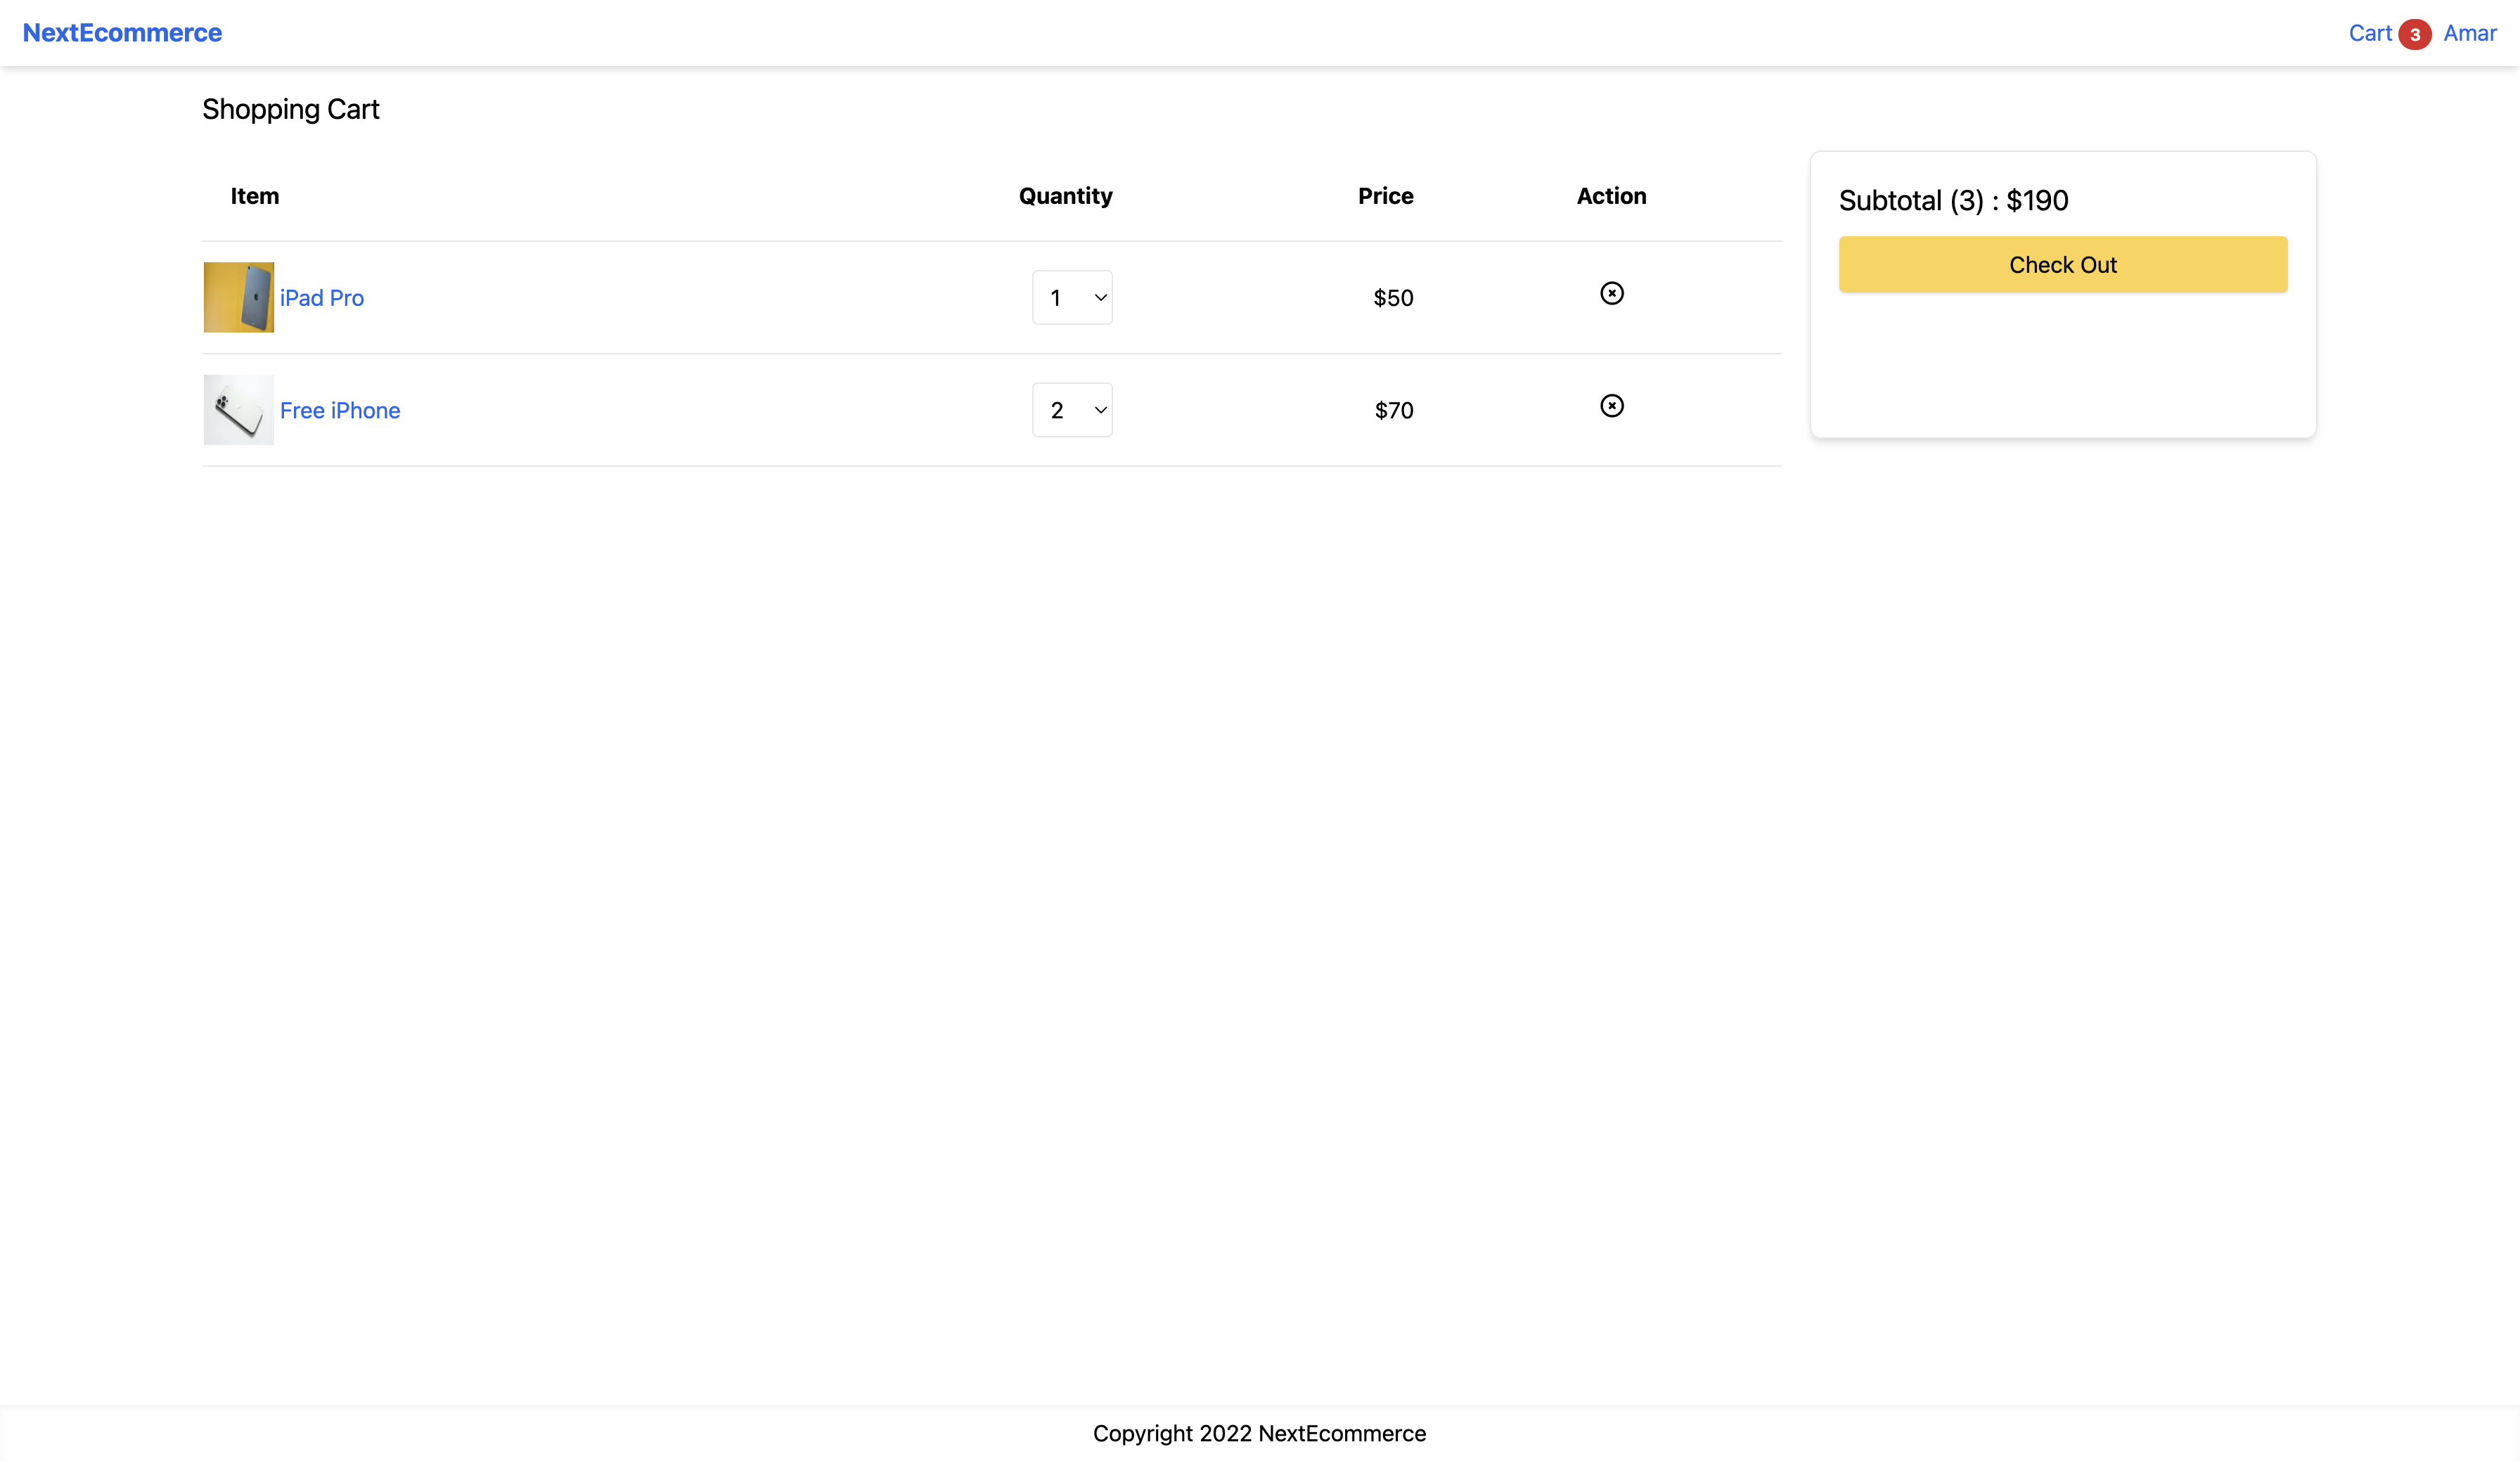 NextEcommerce
Cart 3 Amar
Shopping Cart
Item Quantity Price Action
iPad Pro 1 $50
Free iPhone 2 $70
Subtotal (3) : $190
Check Out
Copyright 2022 NextEcommerce